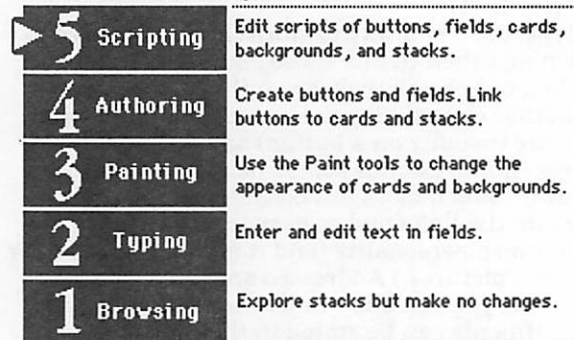 5 Scripting
Edit scripts of buttons, fields, cards,
backgrounds, and stacks.
4 Authoring
Create buttons and fields. Link
buttons to cards and stacks.
3 Painting
Use the Paint tools to change the
appearance of cards and backgrounds.
2 Typing
Enter and edit text in fields.
1 Browsing
Explore stacks but make no changes.